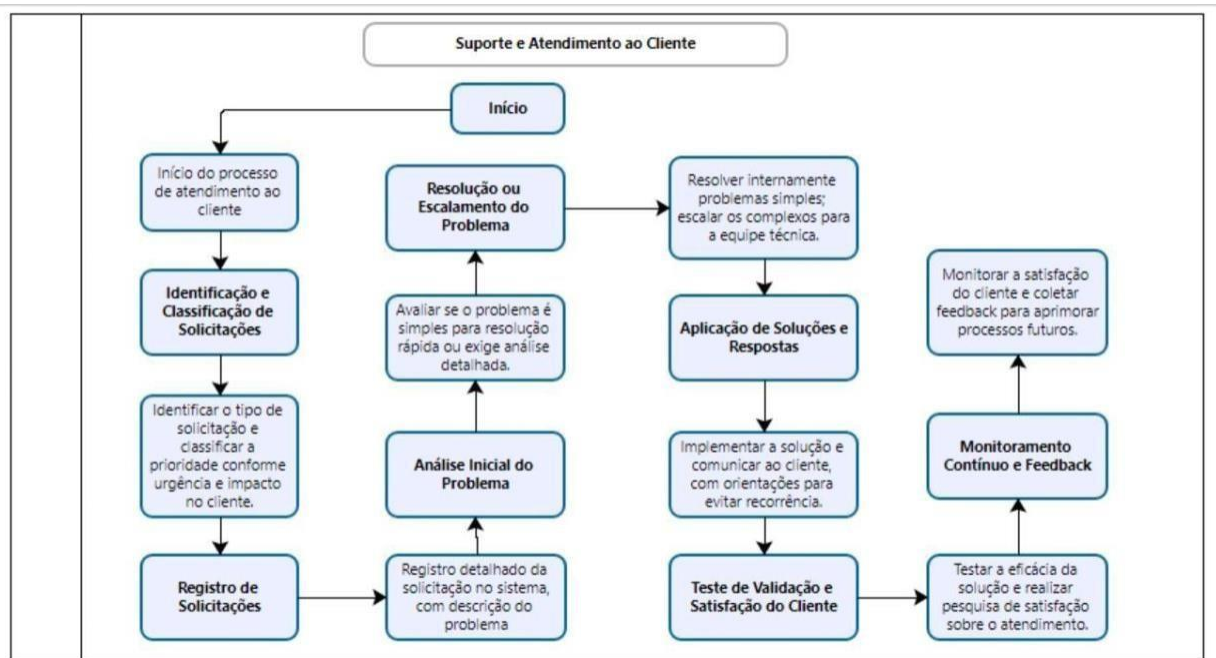 Suporte e Atendimento ao Cliente
Início
Início do processo
de atendimento ao
cliente
Identificação e
Classificação de
Solicitações
Identificar o tipo de
solicitação e
classificar a
prioridade conforme
urgência e impacto
no cliente.
Registro de
Solicitações
Registro detalhado da
solicitação no sistema,
com descrição do
problema
Análise Inicial do
Problema
Avaliar se o problema é
simples para resolução
rápida ou exige análise
detalhada.
Resolução ou
Escalamento do
Problema
Resolver internamente
problemas simples;
escalar os complexos para
a equipe técnica.
Aplicação de Soluções e
Respostas
Implementar a solução e
comunicar ao cliente,
com orientações para
evitar recorrência.
Teste de Validação e
Satisfação do Cliente
Testar a eficácia da
solução e realizar
pesquisa de satisfação
sobre o atendimento.
Monitoramento
Contínuo e Feedback
Monitorar a satisfação
do cliente e coletar
feedback para aprimorar
processos futuros.